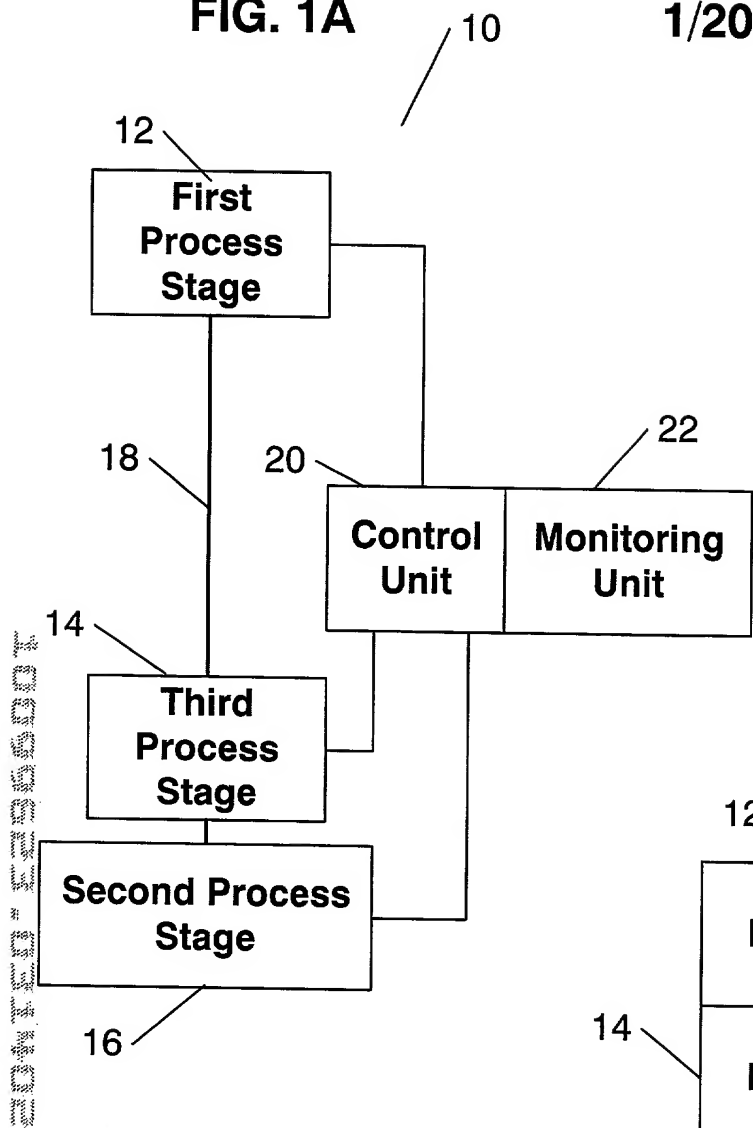 FIG. 1A
1/20
10
12
First
Process
Stage
18
20
22
Control
Unit
Monitoring
Unit
14
Third
Process
Stage
Second Process
Stage
16
12
14